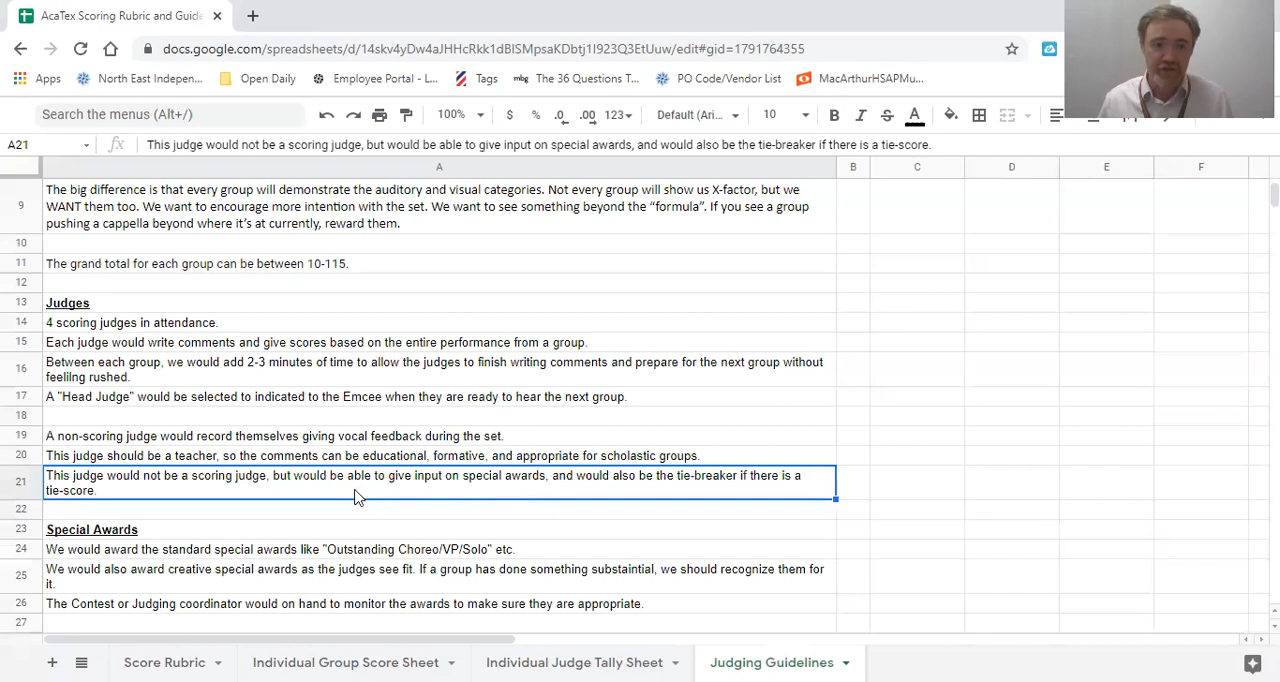 AcaTex Scoring Rubric and Guide
docs.google.com/spreadsheets/d/14skv4yDw4aJHHcRkk1dBISMpsaKDbtj1I923Q3EtUuw/edit#gid=1791764355
Apps North East Indepen... Open Daily Employee Portal - L... Tags mbg The 36 Questions T... PO Code/Vendor List MacArthurHSAPMu...
Search the menus (Alt+/) 100% $ % .0 .00 123 Default (Ari... 10 B I S A
A21 fx This judge would not be a scoring judge, but would be able to give input on special awards, and would also be the tie-breaker if there is a tie-score.
A B C D E F
The big difference is that every group will demonstrate the auditory and visual categories. Not every group will show us X-factor, but we
9 WANT them too. We want to encourage more intention with the set. We want to see something beyond the “formula”. If you see a group
pushing a cappella beyond where it’s at currently, reward them.
10
11 The grand total for each group can be between 10-115.
12
13 Judges
14 4 scoring judges in attendance.
15 Each judge would write comments and give scores based on the entire performance from a group.
16 Between each group, we would add 2-3 minutes of time to allow the judges to finish writing comments and prepare for the next group without
feelilng rushed.
17 A "Head Judge" would be selected to indicated to the Emcee when they are ready to hear the next group.
18
19 A non-scoring judge would record themselves giving vocal feedback during the set.
20 This judge should be a teacher, so the comments can be educational, formative, and appropriate for scholastic groups.
21 This judge would not be a scoring judge, but would be able to give input on special awards, and would also be the tie-breaker if there is a
tie-score.
22
23 Special Awards
24 We would award the standard special awards like "Outstanding Choreo/VP/Solo" etc.
25 We would also award creative special awards as the judges see fit. If a group has done something substaintial, we should recognize them for
it.
26 The Contest or Judging coordinator would on hand to monitor the awards to make sure they are appropriate.
27
Score Rubric Individual Group Score Sheet Individual Judge Tally Sheet Judging Guidelines